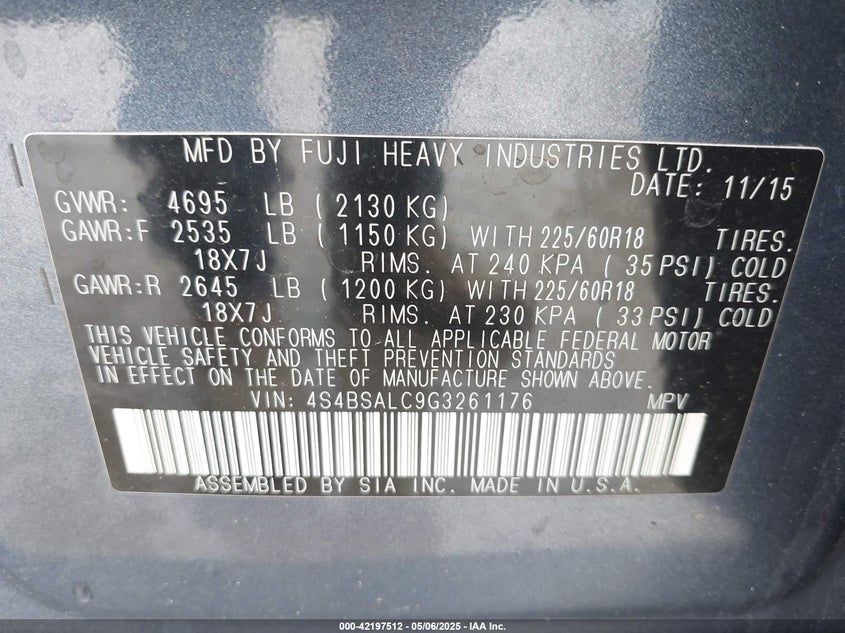 MFD BY FUJI HEAVY INDUSTRIES LTD.
DATE: 11/15
GVWR: 4695 LB ( 2130 KG)
GAWR:F 2535 LB ( 1150 KG) WITH 225/60R18 TIRES.
18X7J RIMS. AT 240 KPA ( 35 PSI) COLD
GAWR:R 2645 LB ( 1200 KG) WITH 225/60R18 TIRES.
18X7J RIMS. AT 230 KPA ( 33 PSI) COLD
THIS VEHICLE CONFORMS TO ALL APPLICABLE FEDERAL MOTOR
VEHICLE SAFETY AND THEFT PREVENTION STANDARDS
IN EFFECT ON THE DATE OF MANUFACTURE SHOWN ABOVE.
VIN: 4S4BSALC9G3261176 MPV
ASSEMBLED BY SIA INC. MADE IN U.S.A.
000-42197512 - 05/06/2025 - IAA Inc.